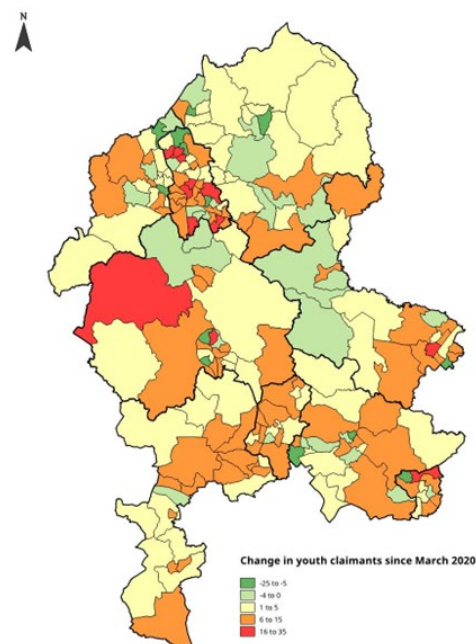 N
Change in youth claimants since March 2020
-25 to -5
-4 to 0
1 to 5
6 to 15
16 to 35